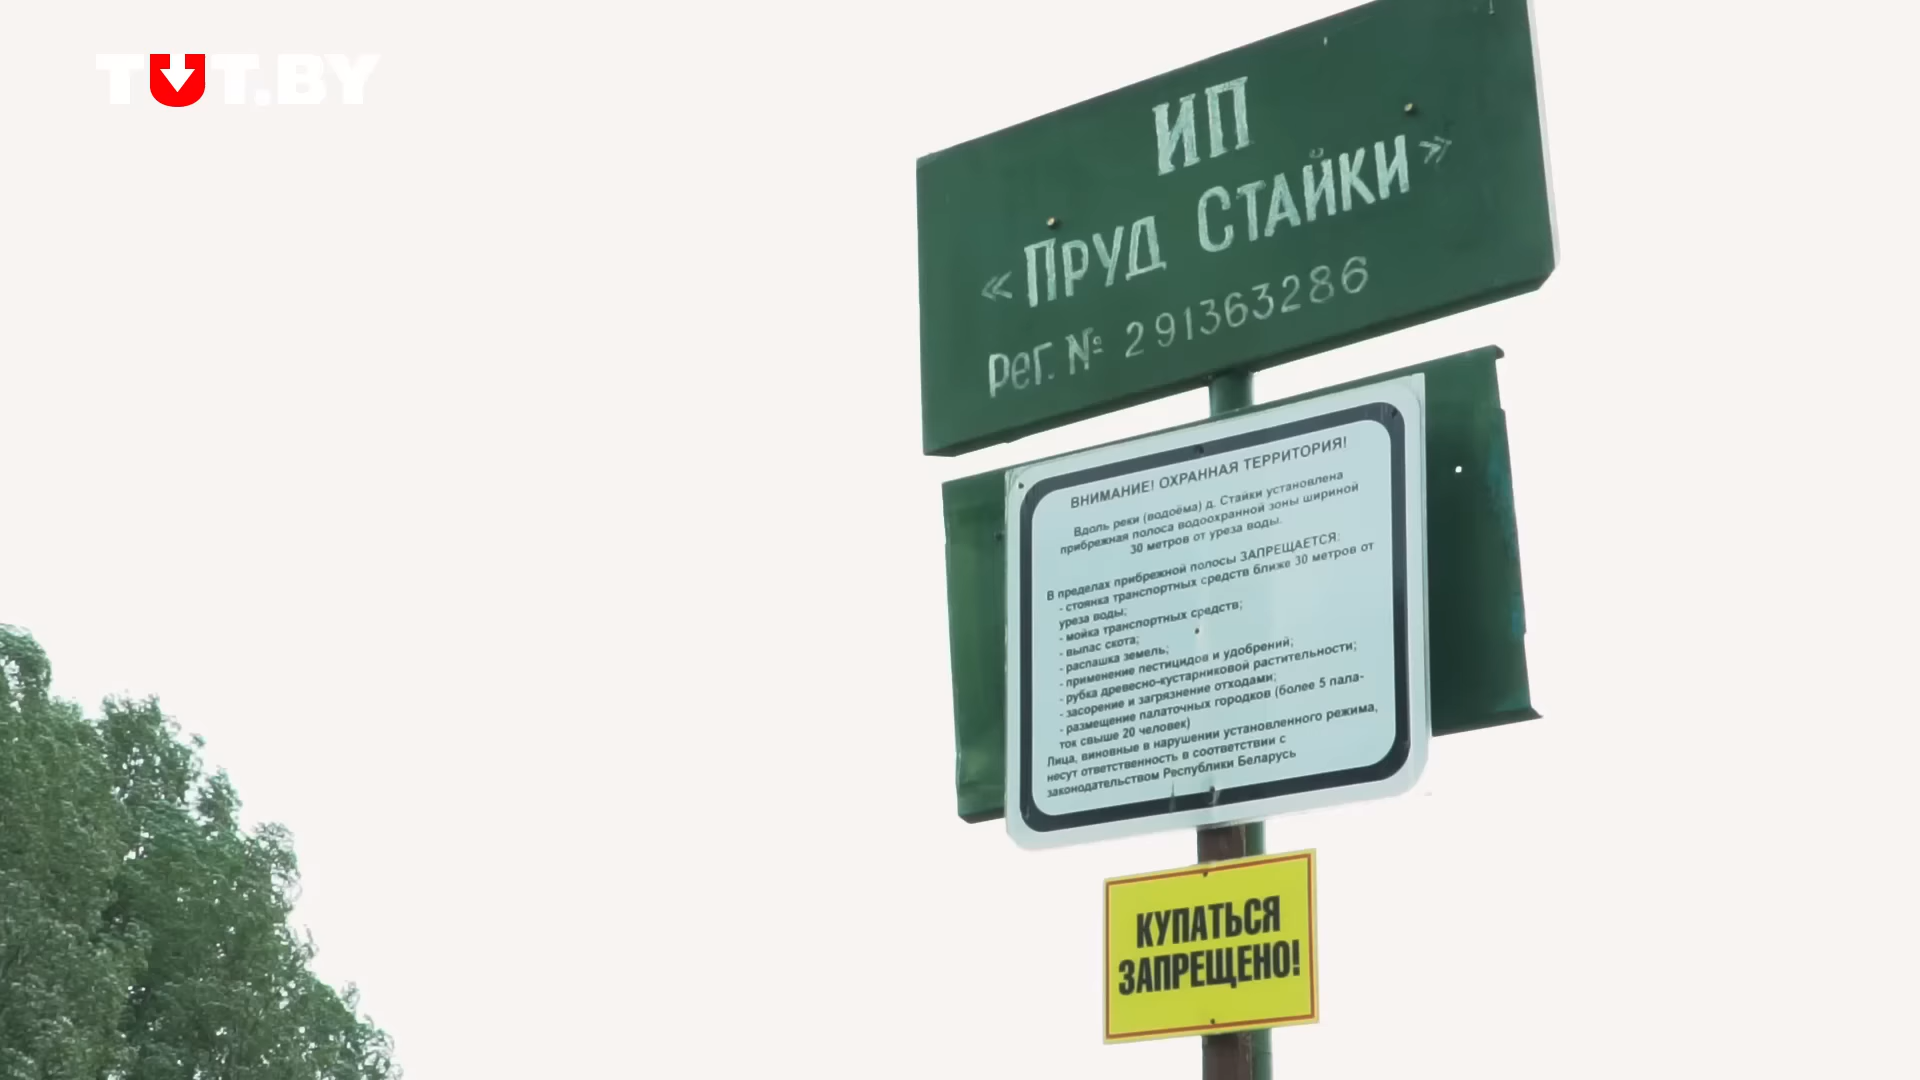 TUT.BY
ИП
«Пруд Стайки»
Рег. № 291363286
ВНИМАНИЕ! ОХРАННАЯ ТЕРРИТОРИЯ!
Вдоль реки (водоёма) д. Стайки установлена
прибрежная полоса водоохранной зоны шириной
30 метров от уреза воды.
В пределах прибрежной полосы ЗАПРЕЩАЕТСЯ:
- стоянка транспортных средств ближе 30 метров от
уреза воды;
- мойка транспортных средств;
- выпас скота;
- распашка земель;
- применение пестицидов и удобрений;
- рубка древесно-кустарниковой растительности;
- засорение и загрязнение отходами;
- размещение палаточных городков (более 5 пала-
ток свыше 20 человек)
Лица, виновные в нарушении установленного режима,
несут ответственность в соответствии с
законодательством Республики Беларусь
КУПАТЬСЯ
ЗАПРЕЩЕНО!